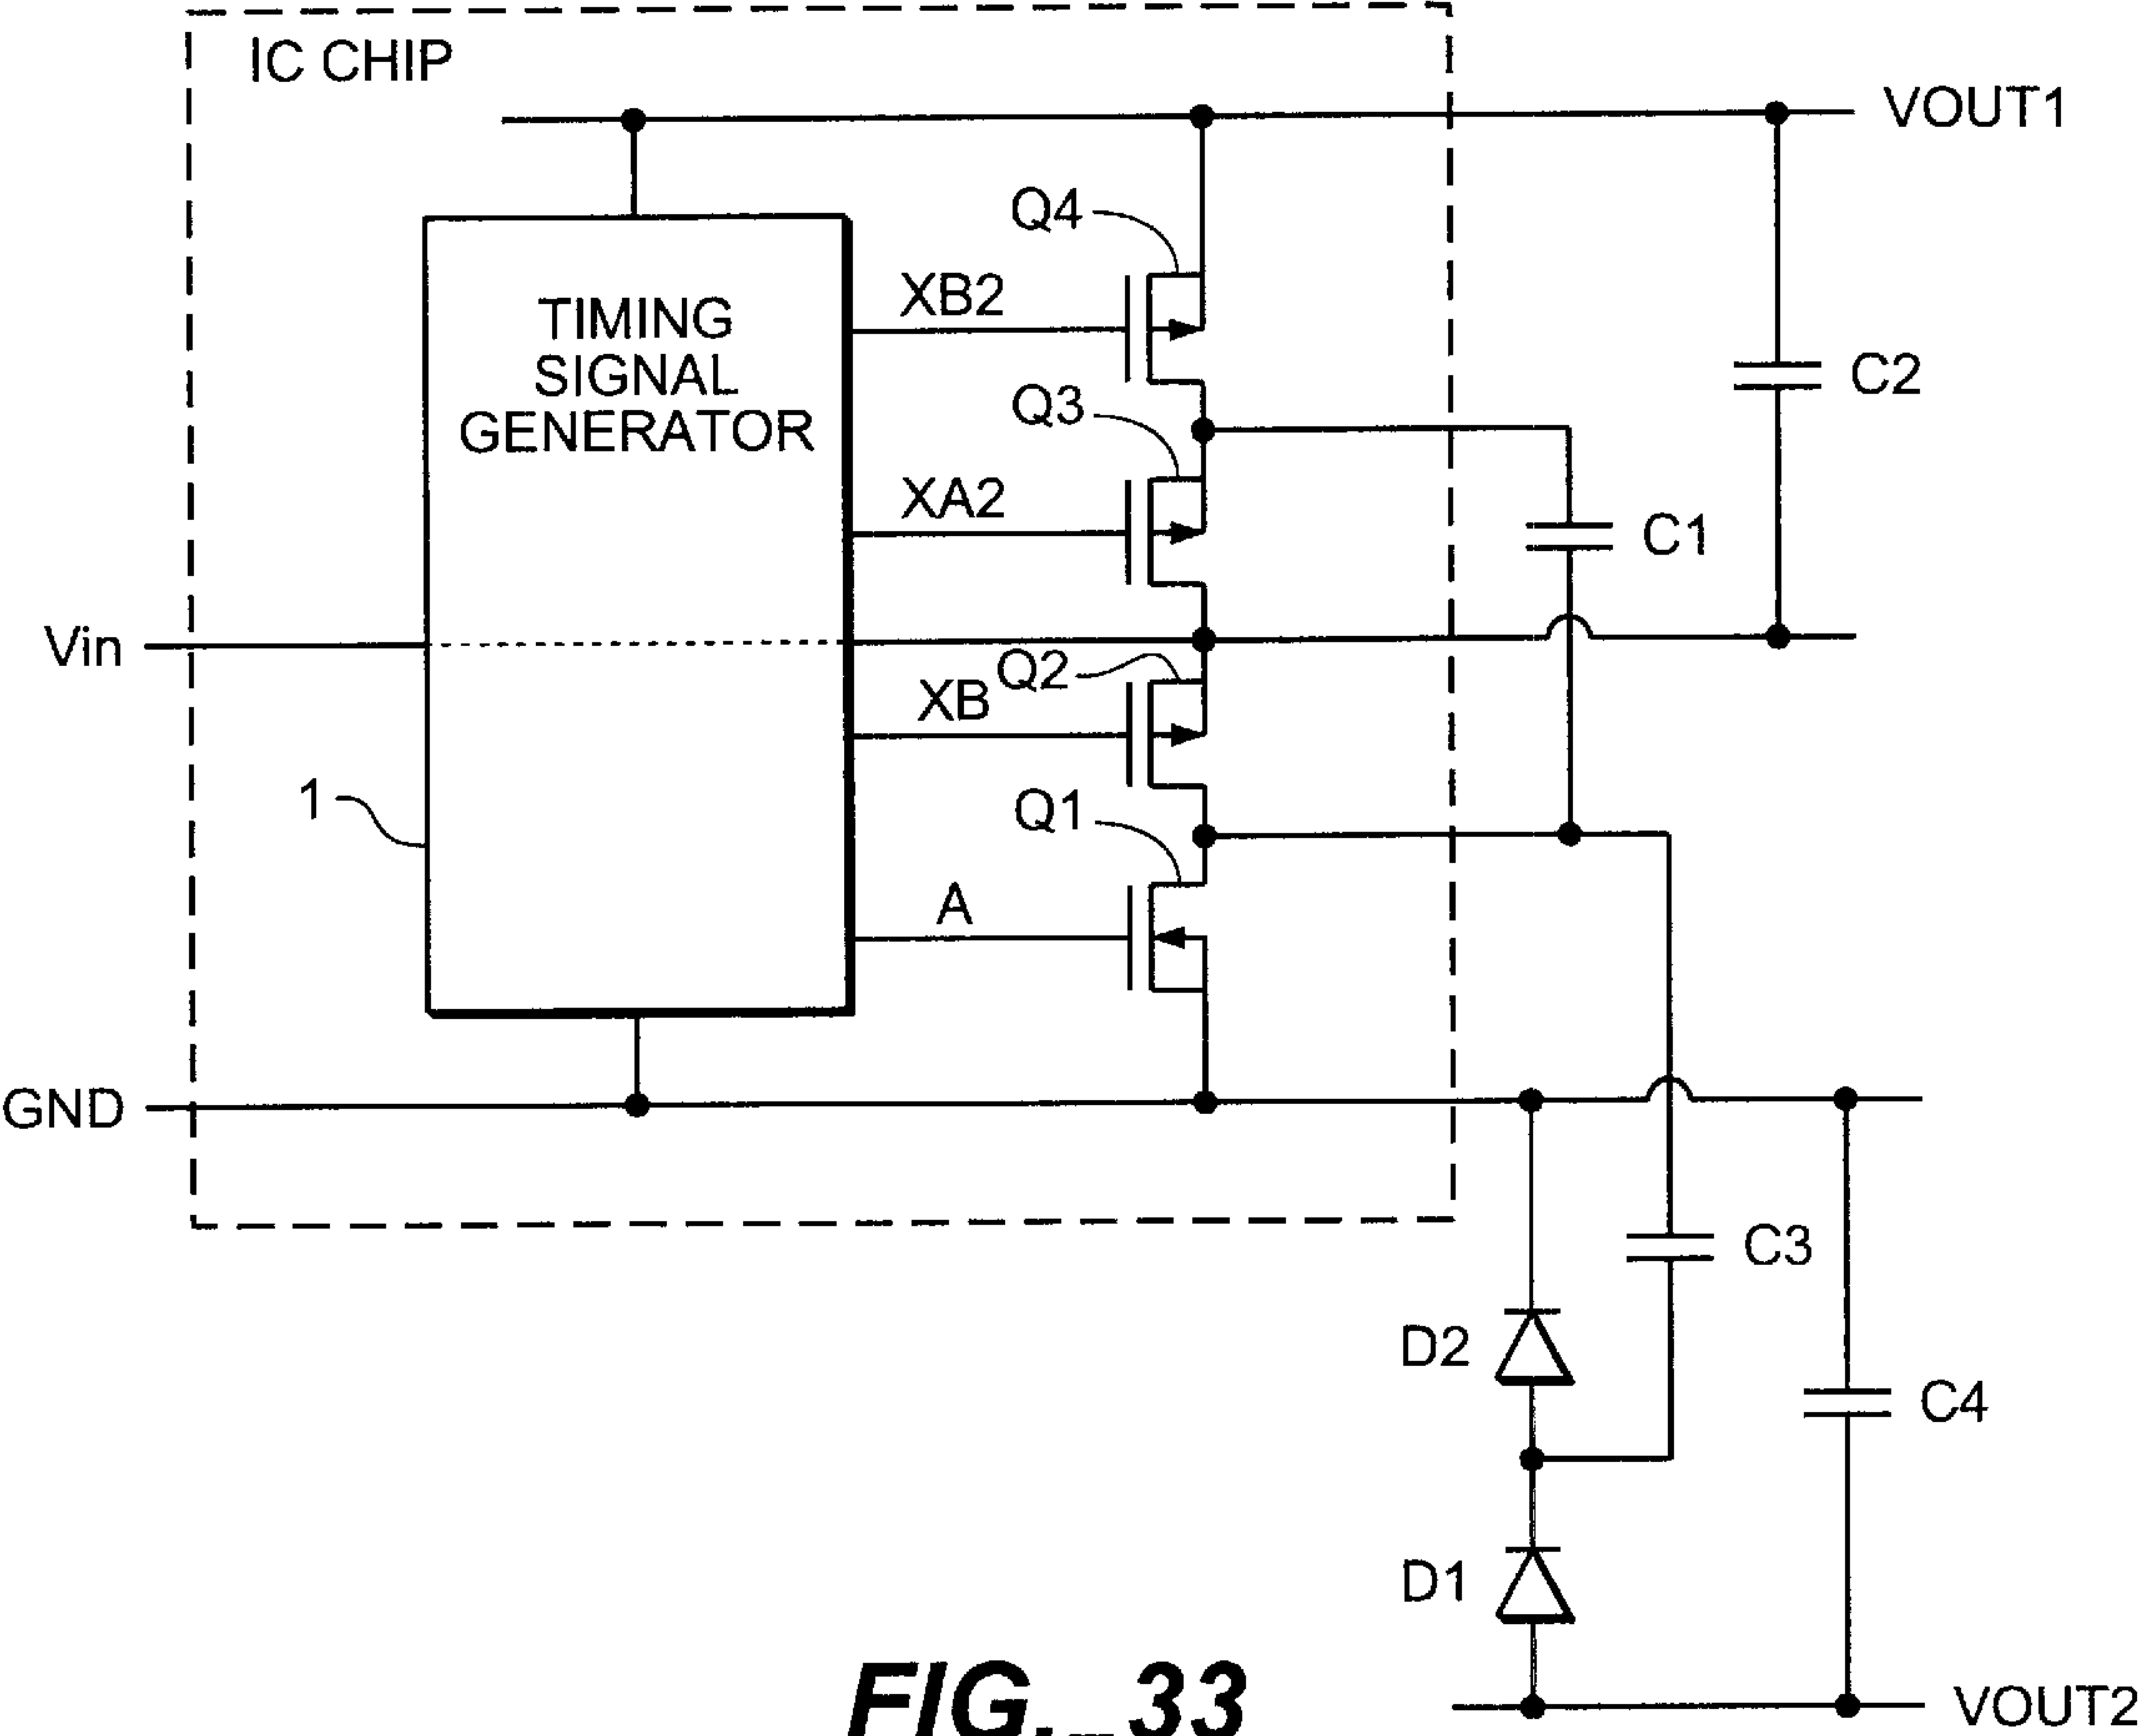 IC CHIP
VOUT1
Q4
XB2
TIMING
SIGNAL
GENERATOR
C2
Q3
XA2
C1
Vin
Q2
XB
1
Q1
A
GND
C3
D2
C4
D1
FIG._33
VOUT2